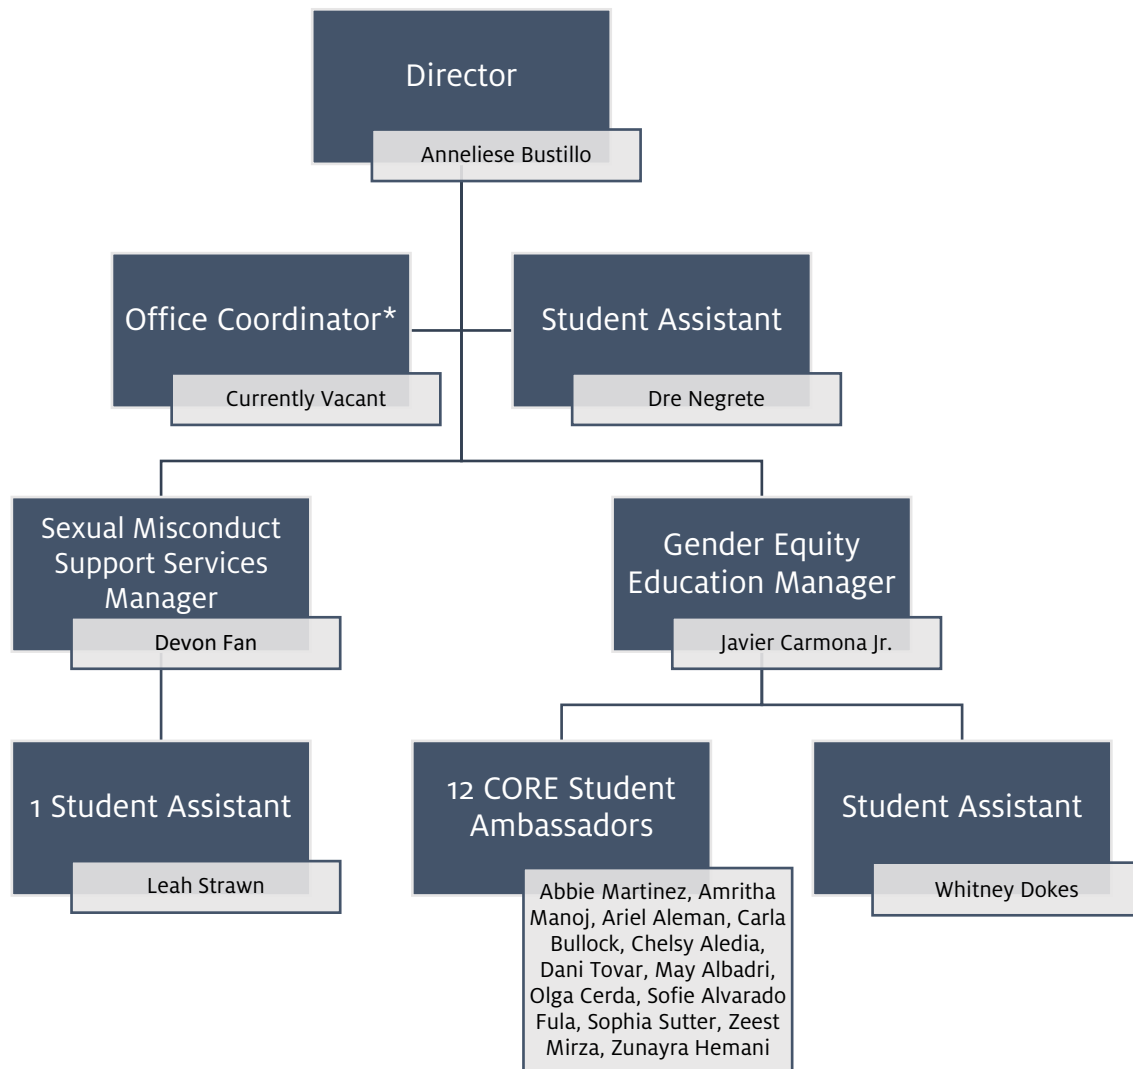 Director
Anneliese Bustillo
Office Coordinator*
Currently Vacant
Student Assistant
Dre Negrete
Sexual Misconduct
Support Services
Manager
Devon Fan
Gender Equity
Education Manager
Javier Carmona Jr.
1 Student Assistant
Leah Strawn
12 CORE Student
Ambassadors
Abbie Martinez, Amritha
Manoj, Ariel Aleman, Carla
Bullock, Chelsy Aledia,
Dani Tovar, May Albadri,
Olga Cerda, Sofie Alvarado
Fula, Sophia Sutter, Zeest
Mirza, Zunayra Hemani
Student Assistant
Whitney Dokes